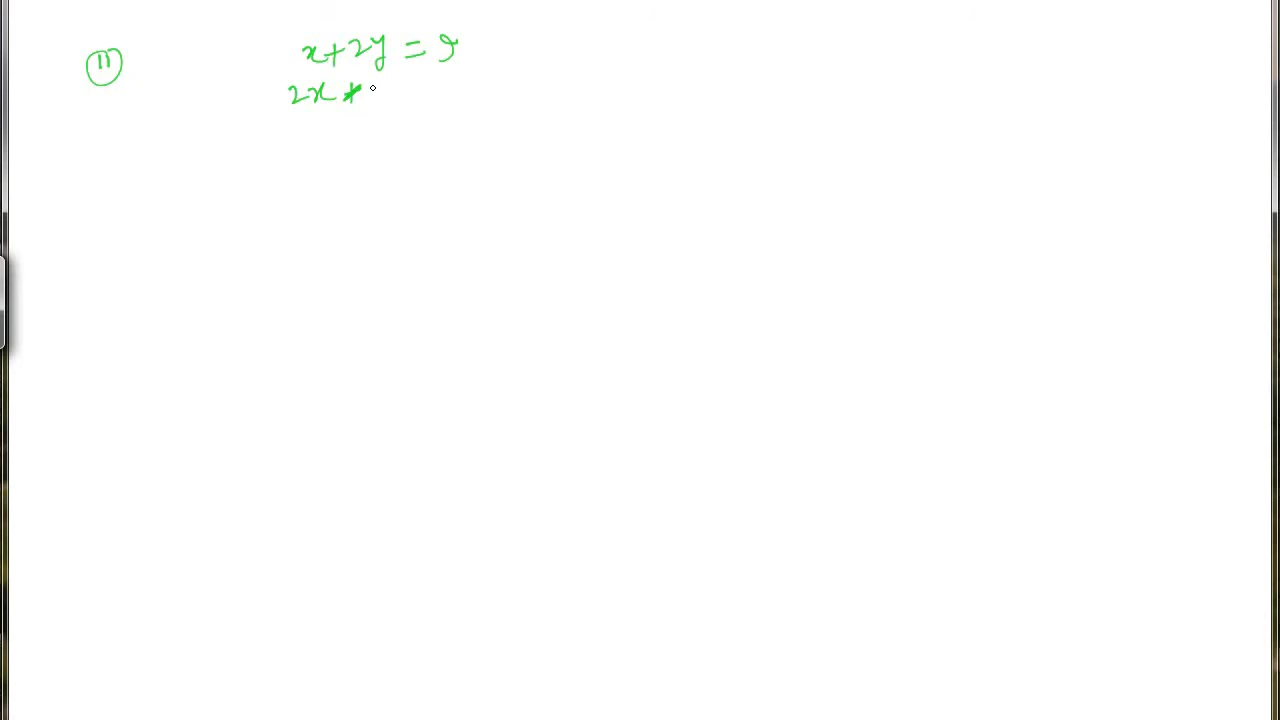 11 x+2y = 9
2x +